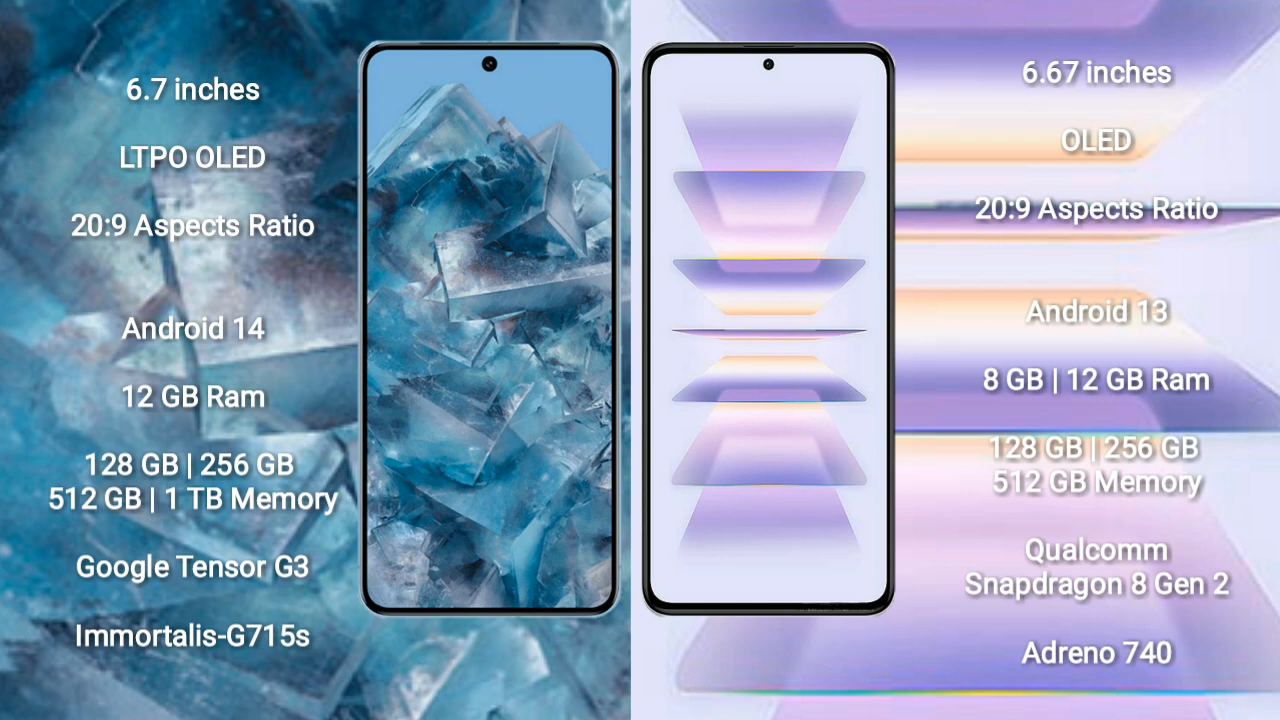 6.7 inches
LTPO OLED
20:9 Aspects Ratio
Android 14
12 GB Ram
128 GB | 256 GB
512 GB | 1 TB Memory
Google Tensor G3
Immortalis-G715s
6.67 inches
OLED
20:9 Aspects Ratio
Android 13
8 GB | 12 GB Ram
128 GB | 256 GB
512 GB Memory
Qualcomm
Snapdragon 8 Gen 2
Adreno 740